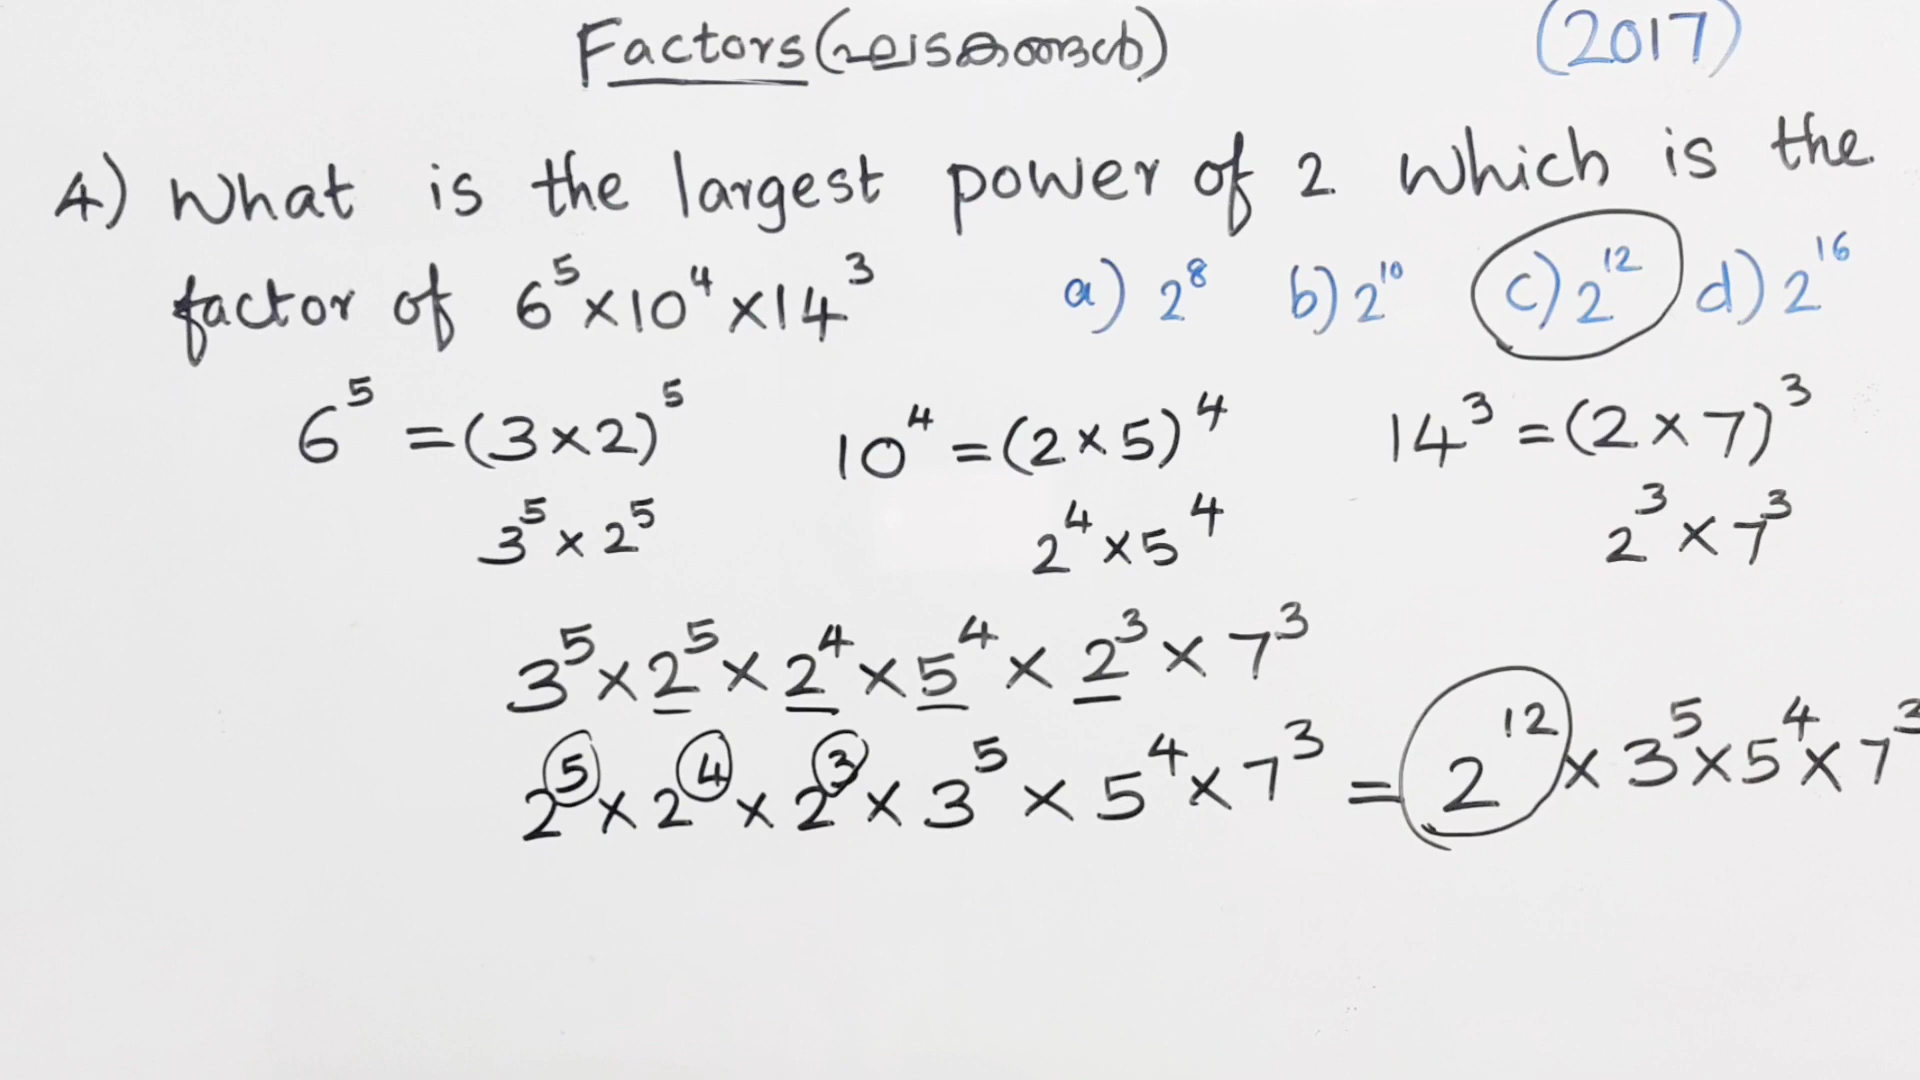 Factors(ഘടകങ്ങൾ) (2017)
4) What is the largest power of 2 which is the
factor of 6⁵×10⁴×14³ a) 2⁸ b) 2¹⁰ c) 2¹² d) 2¹⁶
6⁵ =(3×2)⁵ 10⁴ =(2×5)⁴ 14³ =(2×7)³
3⁵×2⁵ 2⁴×5⁴ 2³×7³
3⁵×2⁵×2⁴×5⁴×2³×7³
2⁵×2⁴×2³×3⁵×5⁴×7³ = 2¹²×3⁵×5⁴×7³